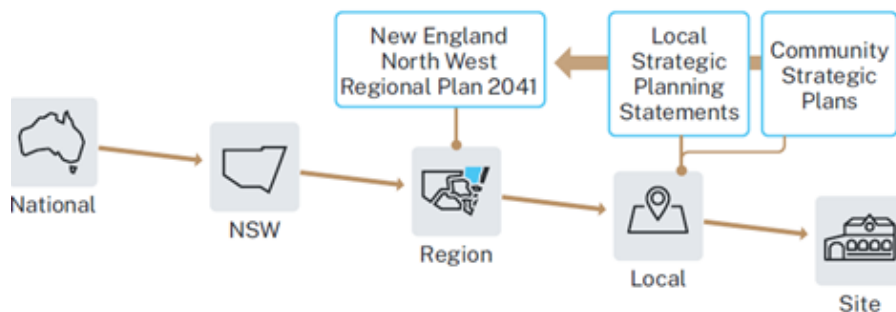 New England
North West
Regional Plan 2041
Local
Strategic
Planning
Statements
Community
Strategic
Plans
National
NSW
Region
Local
Site